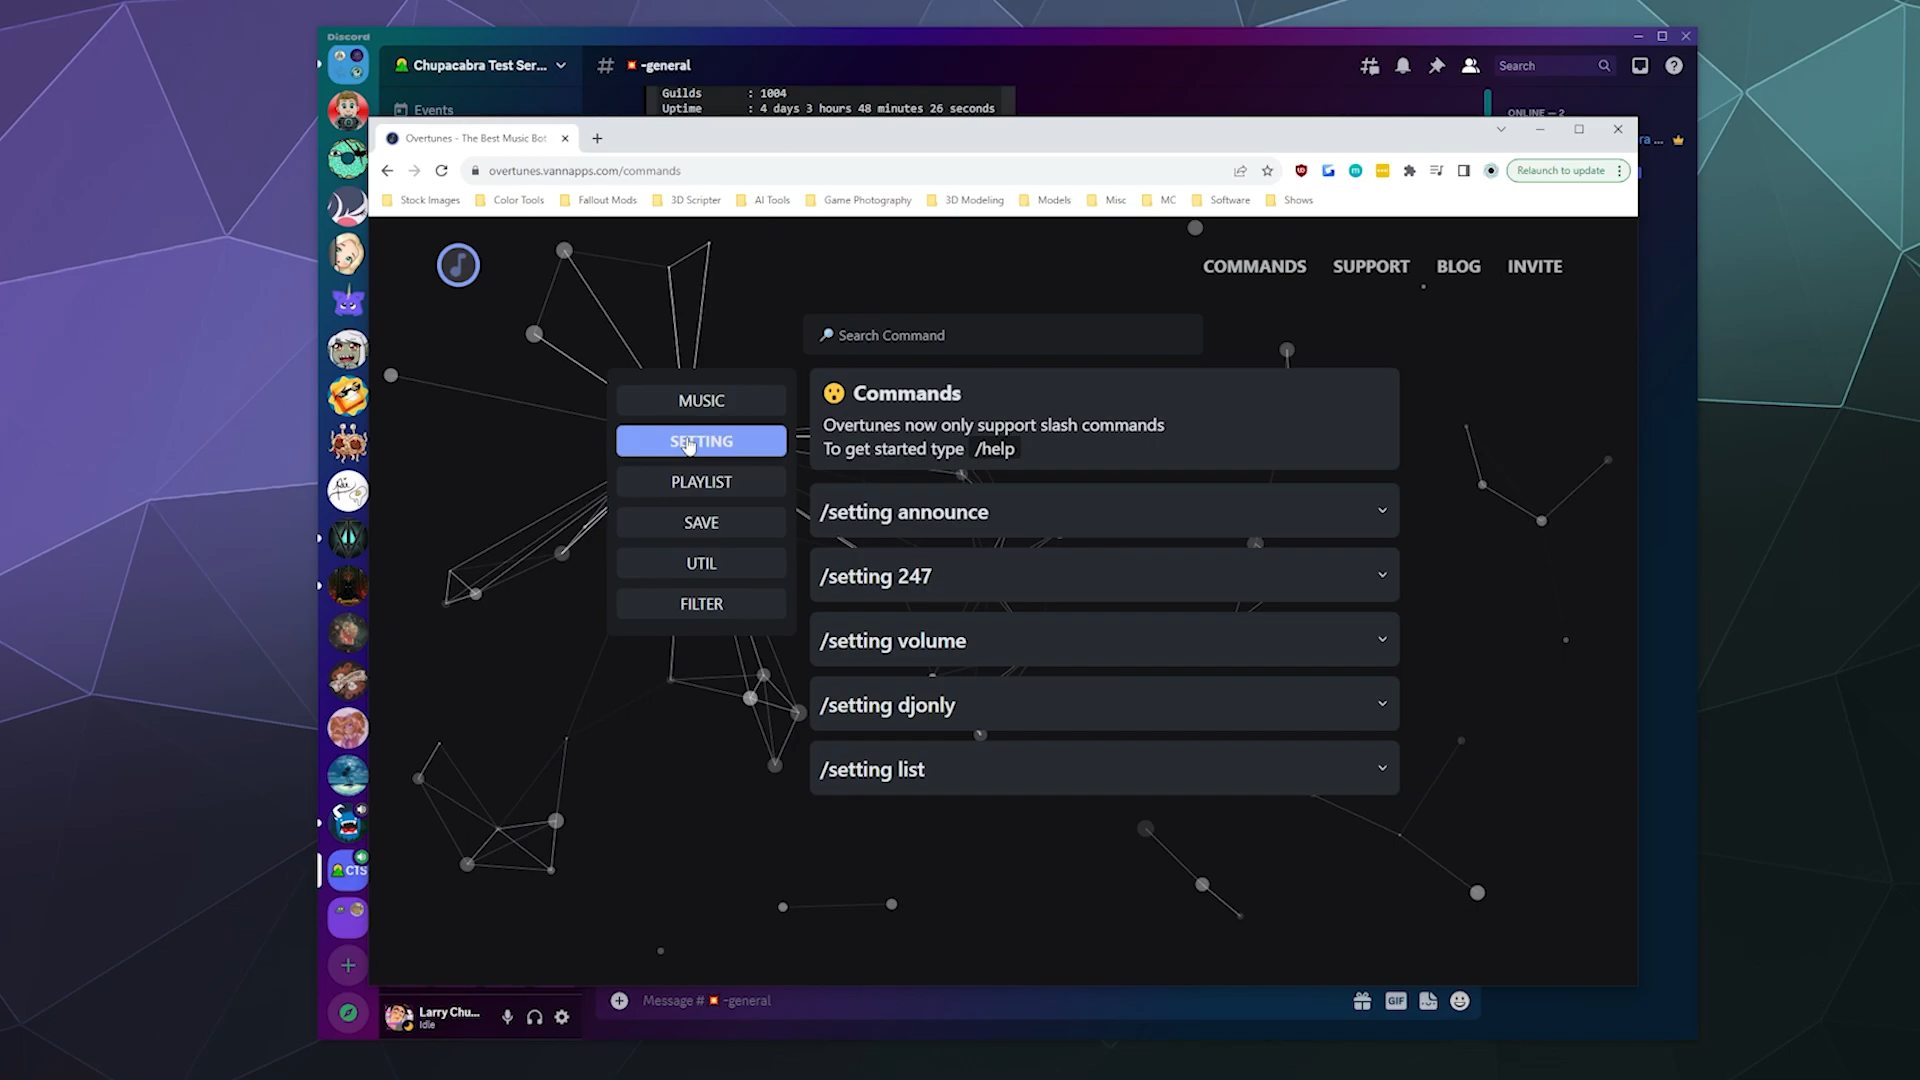 Discord
Chupacabra Test Ser...
-general
Search
Guilds : 1004
Uptime : 4 days 3 hours 48 minutes 26 seconds
Events
ONLINE — 2
ra ...
Overtunes - The Best Music Bot
overtunes.vannapps.com/commands
Relaunch to update
Stock Images
Color Tools
Fallout Mods
3D Scripter
AI Tools
Game Photography
3D Modeling
Models
Misc
MC
Software
Shows
COMMANDS
SUPPORT
BLOG
INVITE
Search Command
MUSIC
SETTING
PLAYLIST
SAVE
UTIL
FILTER
Commands
Overtunes now only support slash commands
To get started type /help
/setting announce
/setting 247
/setting volume
/setting djonly
/setting list
CTS
Larry Chu...
Idle
Message # -general
GIF